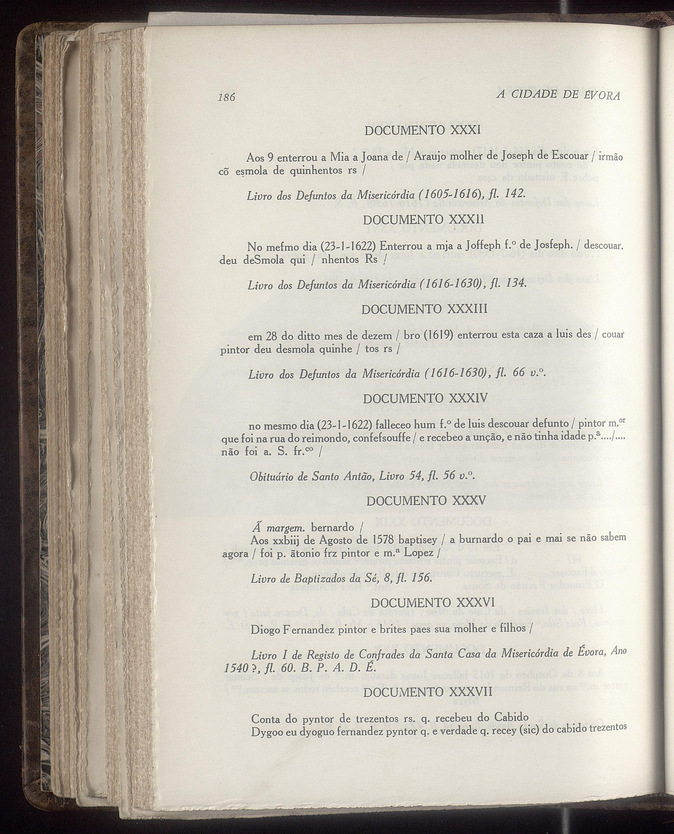 186
A CIDADE DE ÉVORA
DOCUMENTO XXXI
Aos 9 enterrou a Mia a Joana de / Araujo molher de Joseph de Escouar / irmão
cõ esmola de quinhentos rs /
Livro dos Defuntos da Misericórdia (1605-1616), fl. 142.
DOCUMENTO XXXII
No mefmo dia (23-1-1622) Enterrou a mja a Joffeph f.º de Josfeph. / descouar.
deu deSmola qui / nhentos Rs /
Livro dos Defuntos da Misericórdia (1616-1630), fl. 134.
DOCUMENTO XXXIII
em 28 do ditto mes de dezem / bro (1619) enterrou esta caza a luis des / couar
pintor deu desmola quinhe / tos rs /
Livro dos Defuntos da Misericórdia (1616-1630), fl. 66 v.º.
DOCUMENTO XXXIV
no mesmo dia (23-1-1622) falleceo hum f.º de luis descouar defunto / pintor m.ºʳ
que foi na rua do reimondo, confefsouffe / e recebeo a unção, e não tinha idade p.ª..../....
não foi a. S. fr.ᶜᵒ /
Obituário de Santo Antão, Livro 54, fl. 56 v.º.
DOCUMENTO XXXV
Á margem. bernardo /
Aos xxbiij de Agosto de 1578 baptisey / a burnardo o pai e mai se não sabem
agora / foi p. ãtonio frz pintor e m.ª Lopez /
Livro de Baptizados da Sé, 8, fl. 156.
DOCUMENTO XXXVI
Diogo Fernandez pintor e brites paes sua molher e filhos /
Livro I de Registo de Confrades da Santa Casa da Misericórdia de Évora, Ano
1540 ?, fl. 60. B. P. A. D. É.
DOCUMENTO XXXVII
Conta do pyntor de trezentos rs. q. recebeu do Cabido
Dygoo eu dyoguo fernandez pyntor q. e verdade q. recey (sic) do cabido trezentos